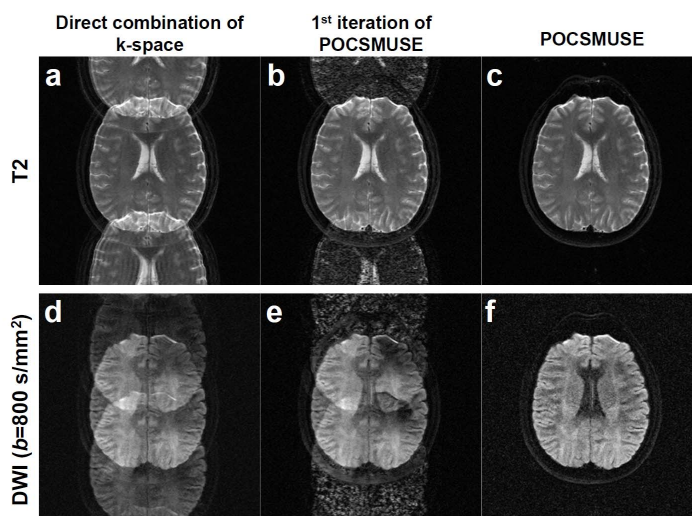 Direct combination of
k-space
1st iteration of
POCSMUSE
POCSMUSE
T2
a
b
c
DWI (b=800 s/mm²)
d
e
f